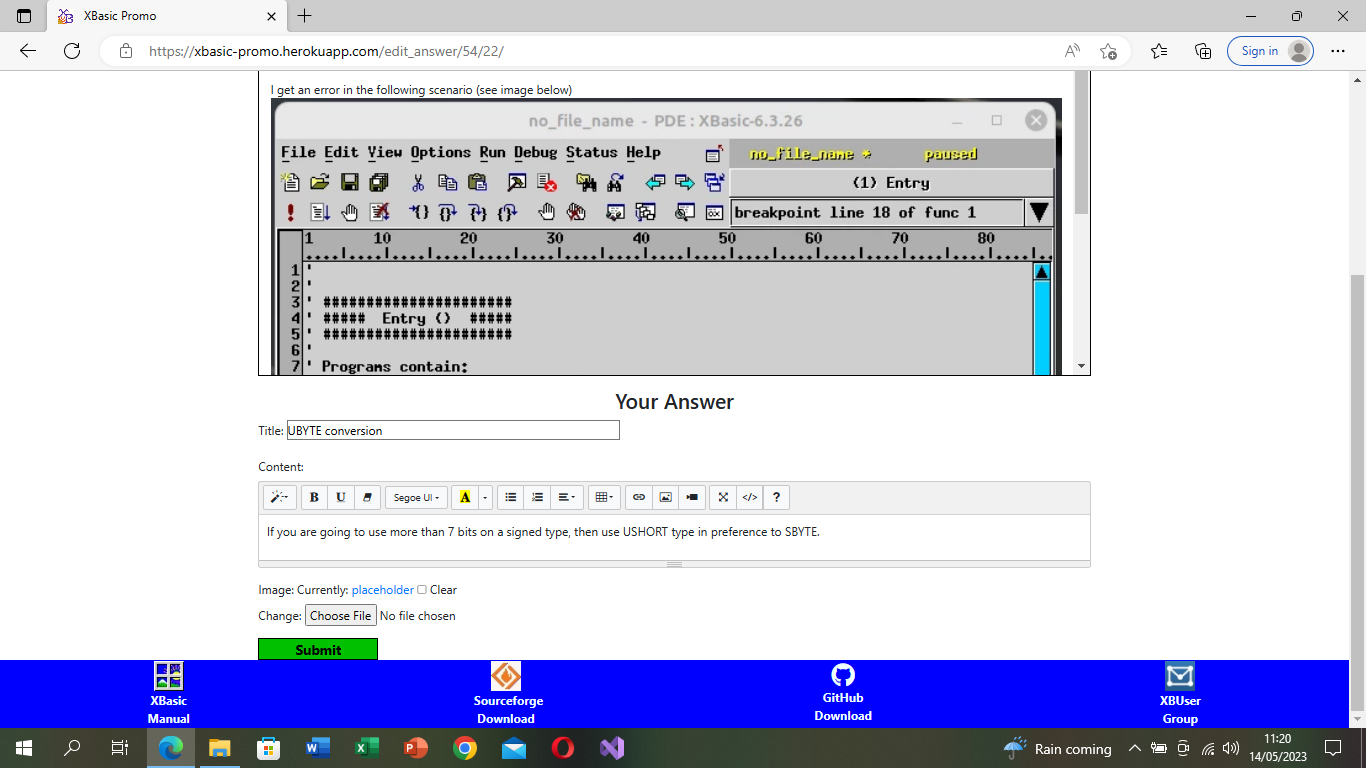 XBasic Promo
https://xbasic-promo.herokuapp.com/edit_answer/54/22/
Sign in
I get an error in the following scenario (see image below)
no_file_name - PDE : XBasic-6.3.26
File Edit View Options Run Debug Status Help
no_file_name * paused
(1) Entry
breakpoint line 18 of func 1
1 10 20 30 40 50 60 70 80
1 '
2 '
3 ' ######################
4 ' ##### Entry () #####
5 ' ######################
6 '
7 ' Programs contain:
Your Answer
Title: UBYTE conversion
Content:
B U Segoe UI A </> ?
If you are going to use more than 7 bits on a signed type, then use USHORT type in preference to SBYTE.
Image: Currently: placeholder Clear
Change: Choose File No file chosen
Submit
XBasic
Manual
Sourceforge
Download
GitHub
Download
XBUser
Group
Rain coming
11:20
14/05/2023